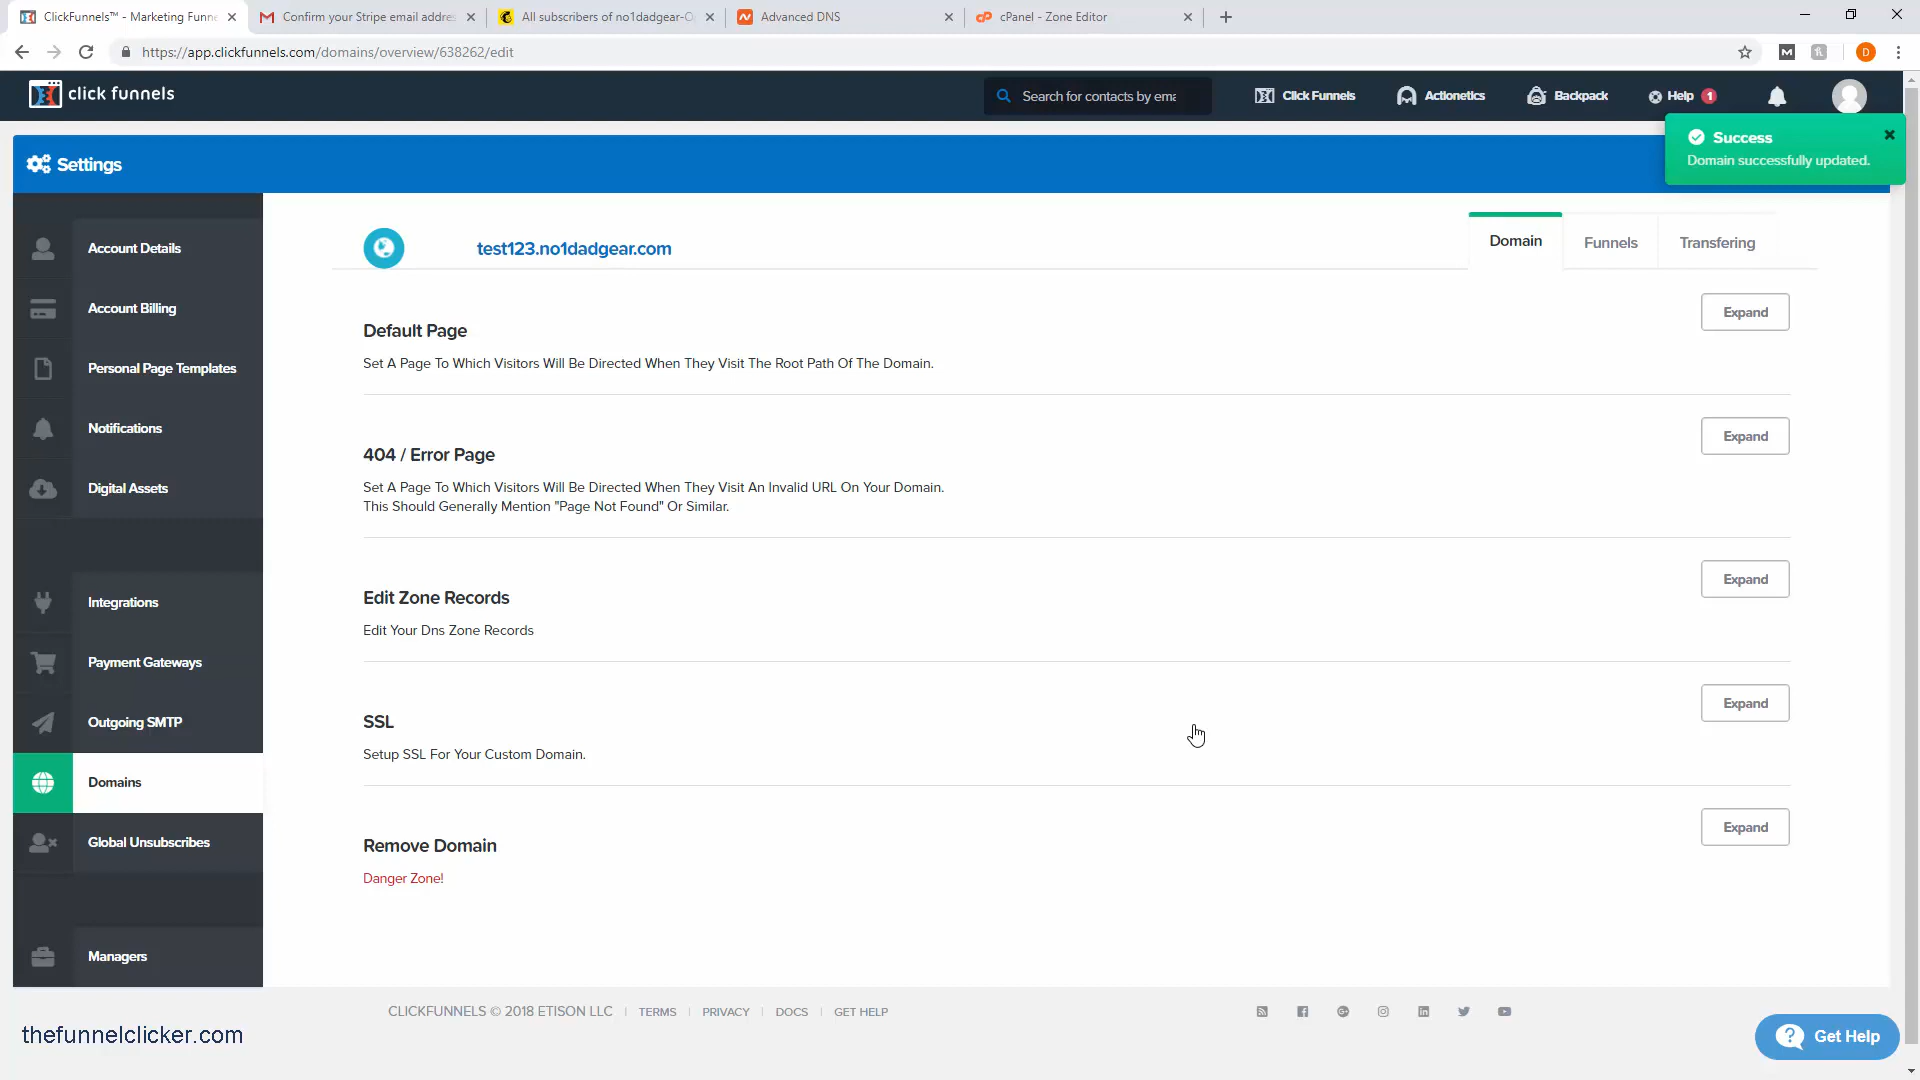 ClickFunnels™ - Marketing Funne
Confirm your Stripe email addres
All subscribers of no1dadgear-O
Advanced DNS
cPanel - Zone Editor
https://app.clickfunnels.com/domains/overview/638262/edit
click funnels
Search for contacts by ema
Click Funnels
Actionetics
Backpack
Help 1
Success
Domain successfully updated.
Settings
Account Details
Account Billing
Personal Page Templates
Notifications
Digital Assets
Integrations
Payment Gateways
Outgoing SMTP
Domains
Global Unsubscribes
Managers
test123.no1dadgear.com
Domain
Funnels
Transfering
Default Page
Set A Page To Which Visitors Will Be Directed When They Visit The Root Path Of The Domain.
Expand
404 / Error Page
Set A Page To Which Visitors Will Be Directed When They Visit An Invalid URL On Your Domain.
This Should Generally Mention "Page Not Found" Or Similar.
Expand
Edit Zone Records
Edit Your Dns Zone Records
Expand
SSL
Setup SSL For Your Custom Domain.
Expand
Remove Domain
Danger Zone!
Expand
CLICKFUNNELS © 2018 ETISON LLC | TERMS | PRIVACY | DOCS | GET HELP
thefunnelclicker.com
Get Help